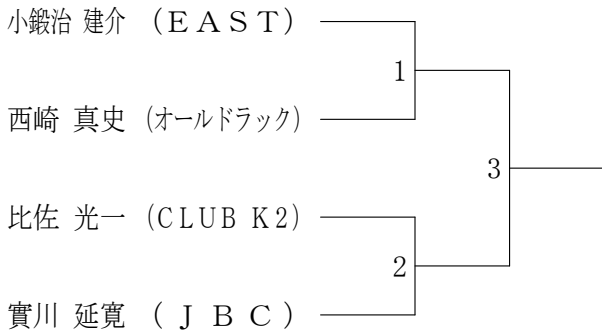 小鍛治 建介 （ＥＡＳＴ）
1
西崎 真史 (オールドラック)
3
比佐 光一 (CLUB K2)
2
實川 延寛 （ＪＢＣ）